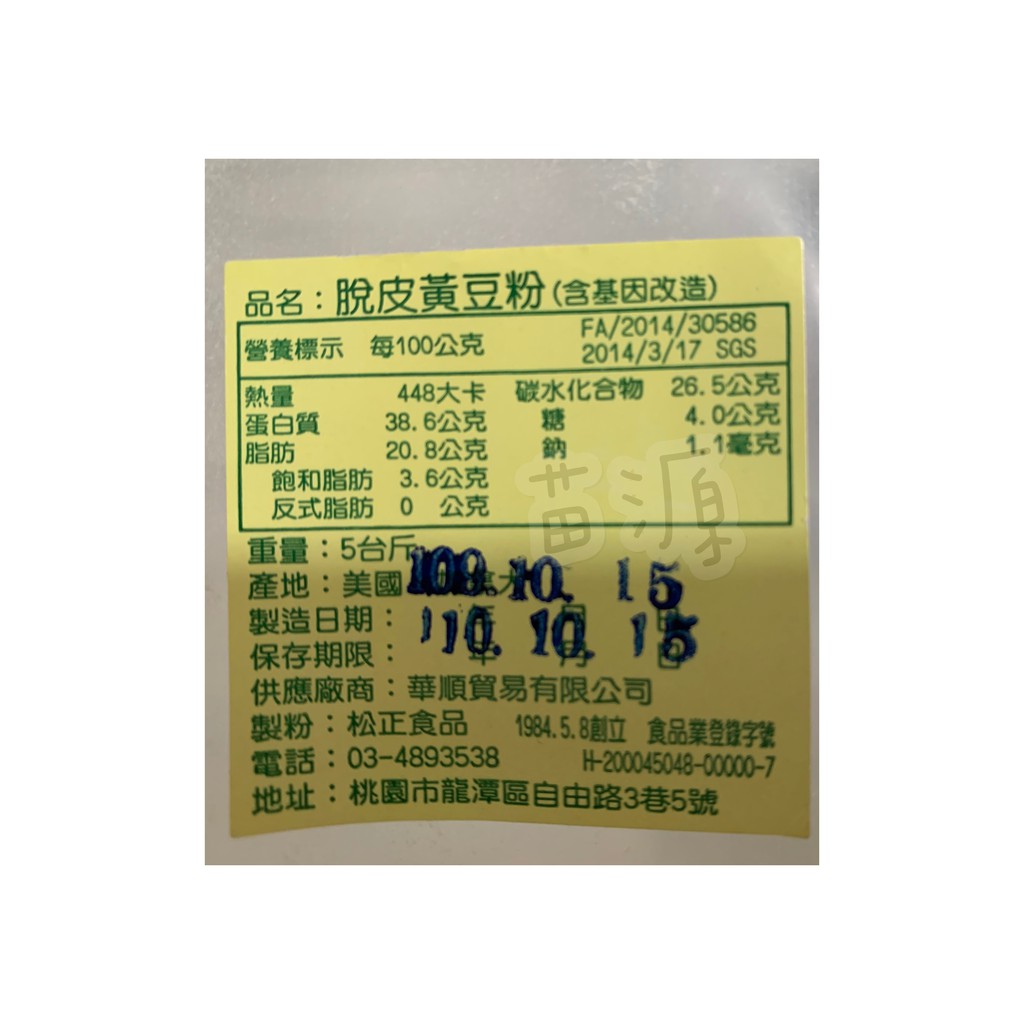 品名：脫皮黃豆粉(含基因改造)
營養標示 每100公克
FA/2014/30586
2014/3/17 SGS
熱量 448大卡 碳水化合物 26.5公克
蛋白質 38.6公克 糖 4.0公克
脂肪 20.8公克 鈉 1.1毫克
飽和脂肪 3.6公克
反式脂肪 0 公克
苗源
重量：5台斤
產地：美國
109.10.15
製造日期： 年 月 日
110.10.15
保存期限： 年 月 日
供應廠商：華順貿易有限公司
製粉：松正食品 1984.5.8創立 食品業登錄字號
電話：03-4893538 H-200045048-00000-7
地址：桃園市龍潭區自由路3巷5號